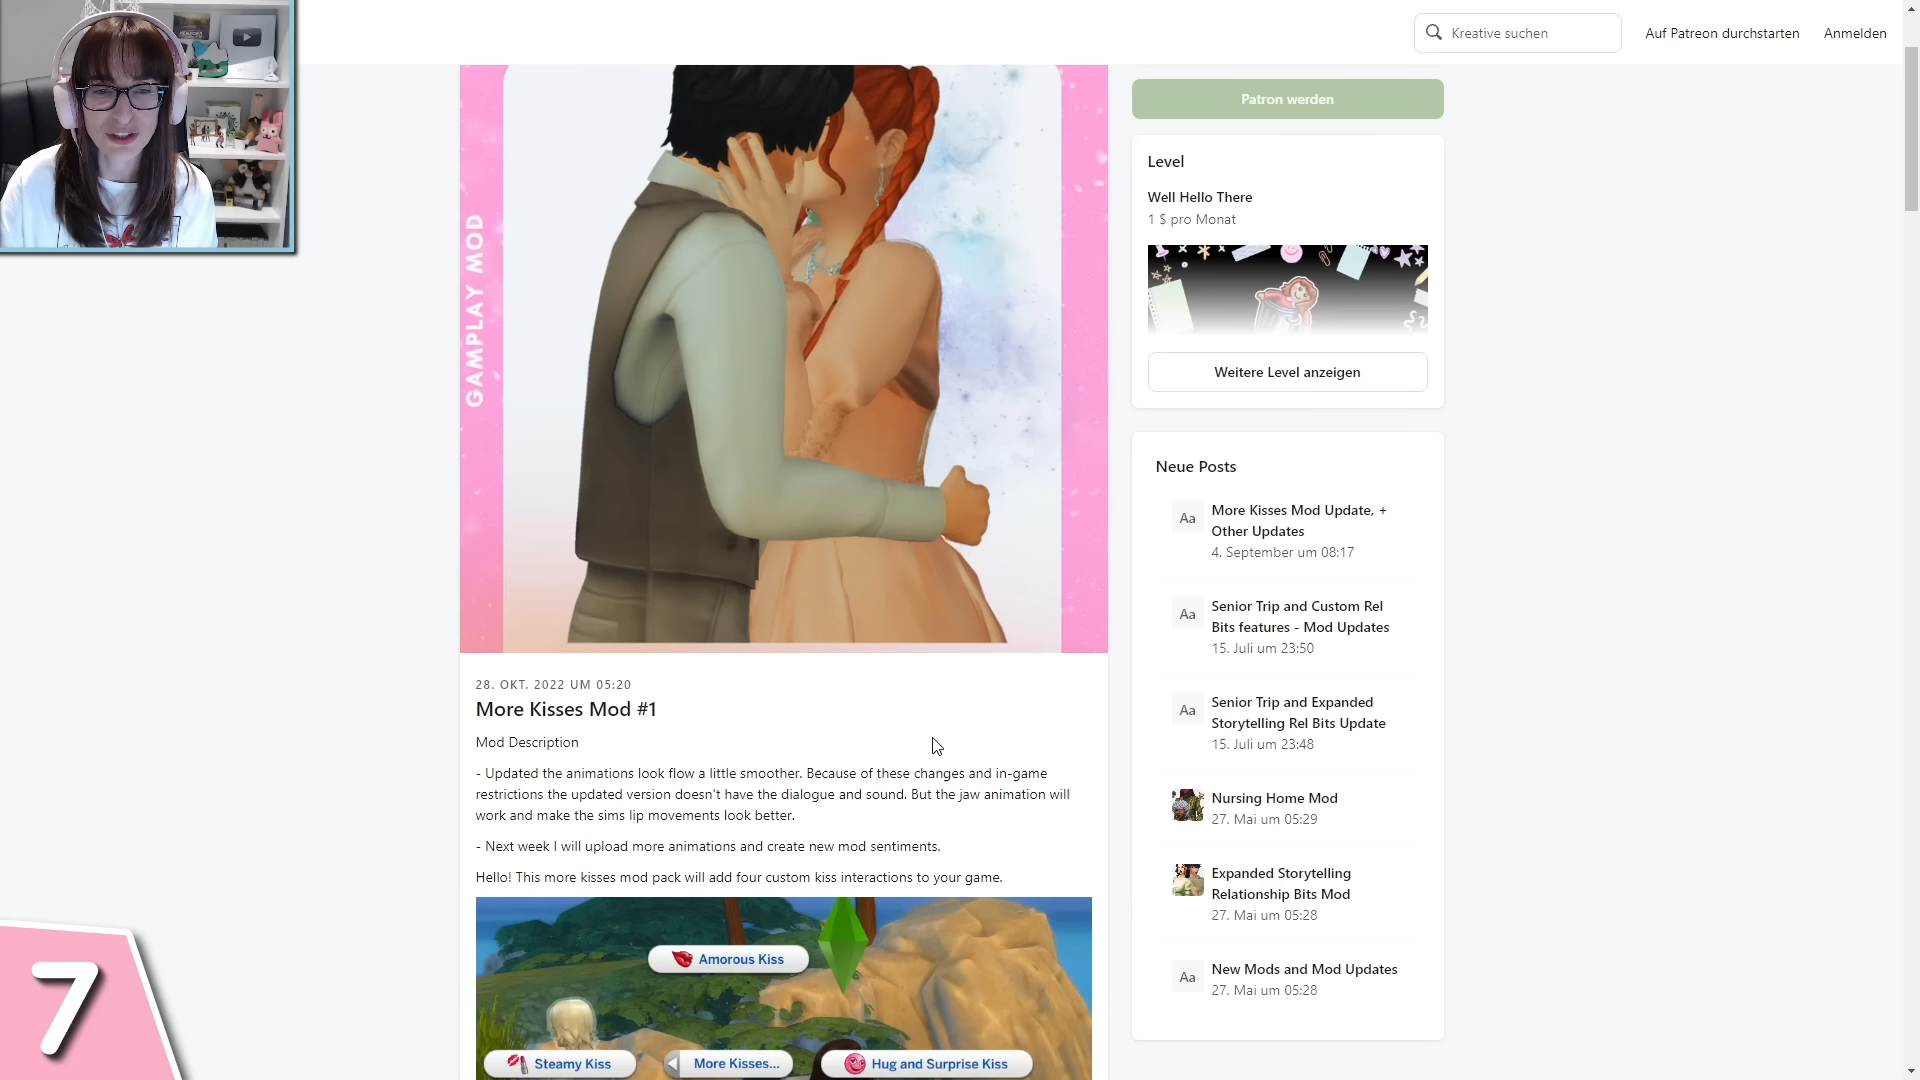 Kreative suchen
Auf Patreon durchstarten
Anmelden
GAMPLAY MOD
28. OKT. 2022 UM 05:20
More Kisses Mod #1
Mod Description
- Updated the animations look flow a little smoother. Because of these changes and in-game
restrictions the updated version doesn't have the dialogue and sound. But the jaw animation will
work and make the sims lip movements look better.
- Next week I will upload more animations and create new mod sentiments.
Hello! This more kisses mod pack will add four custom kiss interactions to your game.
Amorous Kiss
Steamy Kiss
More Kisses...
Hug and Surprise Kiss
7
Patron werden
Level
Well Hello There
1 $ pro Monat
Weitere Level anzeigen
Neue Posts
Aa
More Kisses Mod Update, +
Other Updates
4. September um 08:17
Aa
Senior Trip and Custom Rel
Bits features - Mod Updates
15. Juli um 23:50
Aa
Senior Trip and Expanded
Storytelling Rel Bits Update
15. Juli um 23:48
Nursing Home Mod
27. Mai um 05:29
Expanded Storytelling
Relationship Bits Mod
27. Mai um 05:28
Aa
New Mods and Mod Updates
27. Mai um 05:28